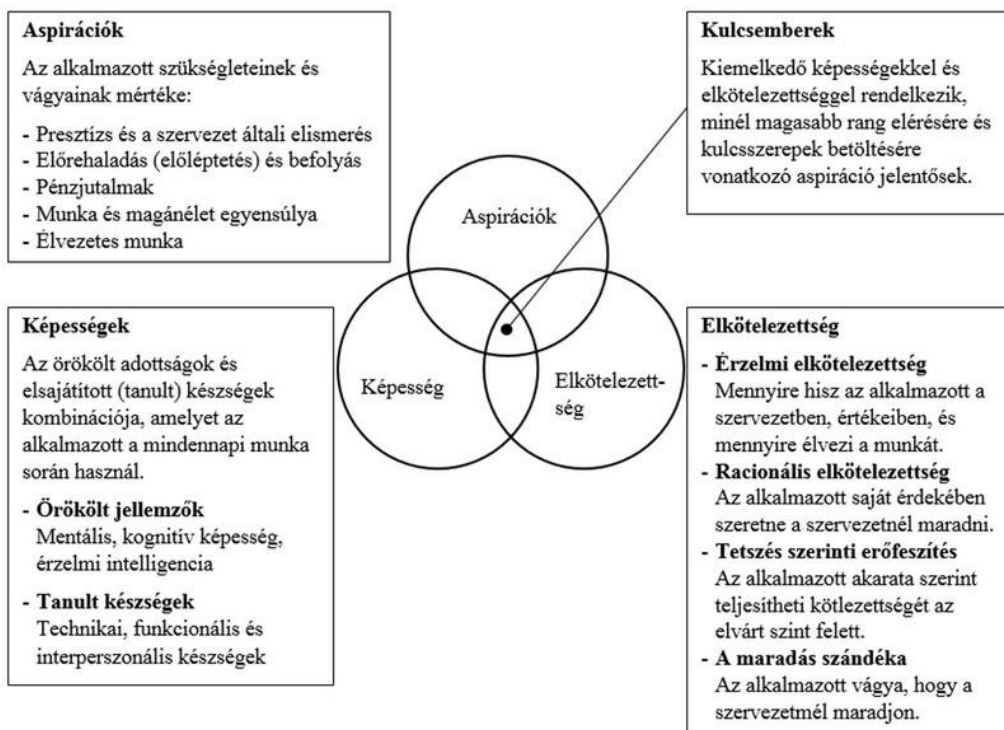 Aspirációk
Az alkalmazott szükségleteinek és
vágyainak mértéke:
- Presztízs és a szervezet általi elismerés
- Előrehaladás (előléptetés) és befolyás
- Pénzjutalmak
- Munka és magánélet egyensúlya
- Élvezetes munka
Kulcsemberek
Kiemelkedő képességekkel és
elkötelezettséggel rendelkezik,
minél magasabb rang elérésére és
kulcsszerepek betöltésére
vonatkozó aspiráció jelentősek.
Aspirációk
Képesség
Elkötelezett-
ség
Képességek
Az örökölt adottságok és
elsajátított (tanult) készségek
kombinációja, amelyet az
alkalmazott a mindennapi munka
során használ.
- Örökölt jellemzők
Mentális, kognitív képesség,
érzelmi intelligencia
- Tanult készségek
Technikai, funkcionális és
interperszonális készségek
Elkötelezettség
- Érzelmi elkötelezettség
Mennyire hisz az alkalmazott a
szervezetben, értékeiben, és
mennyire élvezi a munkát.
- Racionális elkötelezettség
Az alkalmazott saját érdekében
szeretne a szervezetnél maradni.
- Tetszés szerinti erőfeszítés
Az alkalmazott akarata szerint
teljesítheti kötlezettségét az
elvárt szint felett.
- A maradás szándéka
Az alkalmazott vágya, hogy a
szervezetmél maradjon.